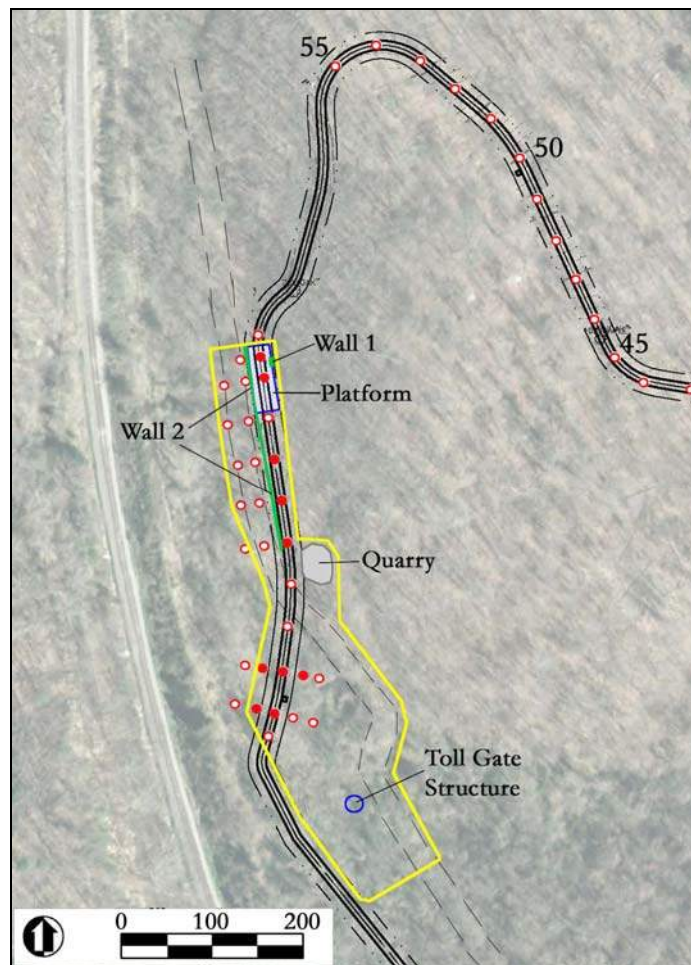 55
50
45
Wall 1
Platform
Wall 2
Quarry
Toll Gate
Structure
0 100 200